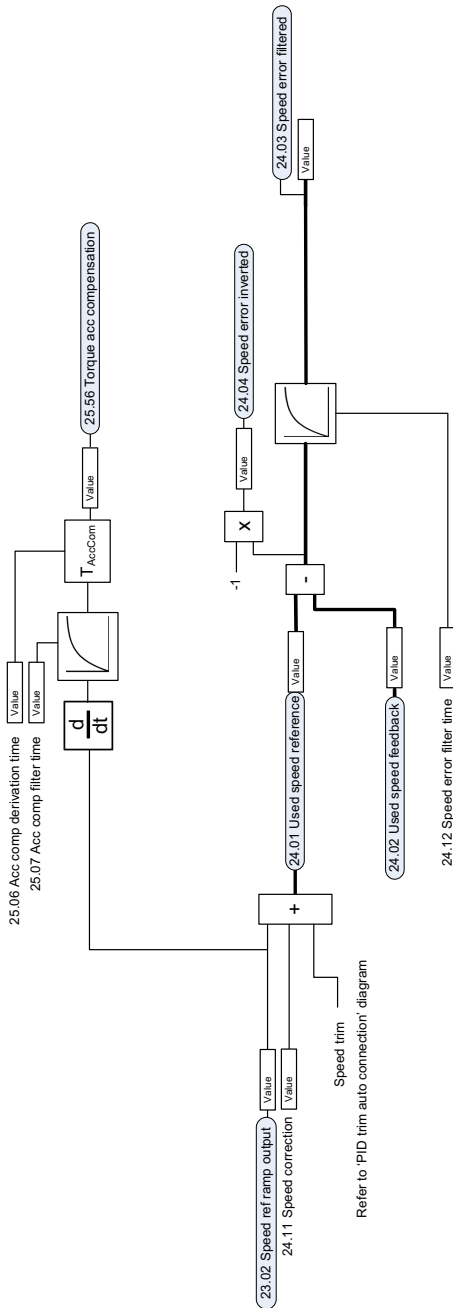 25.06 Acc comp derivation time
Value
25.07 Acc comp filter time
Value
d
dt
T AccCom
Value
25.56 Torque acc compensation
23.02 Speed ref ramp output
Value
24.11 Speed correction
Value
Speed trim
Refer to 'PID trim auto connection' diagram
+
24.01 Used speed reference
Value
24.02 Used speed feedback
Value
-
-1
X
Value
24.04 Speed error inverted
24.12 Speed error filter time
Value
24.03 Speed error filtered
Value